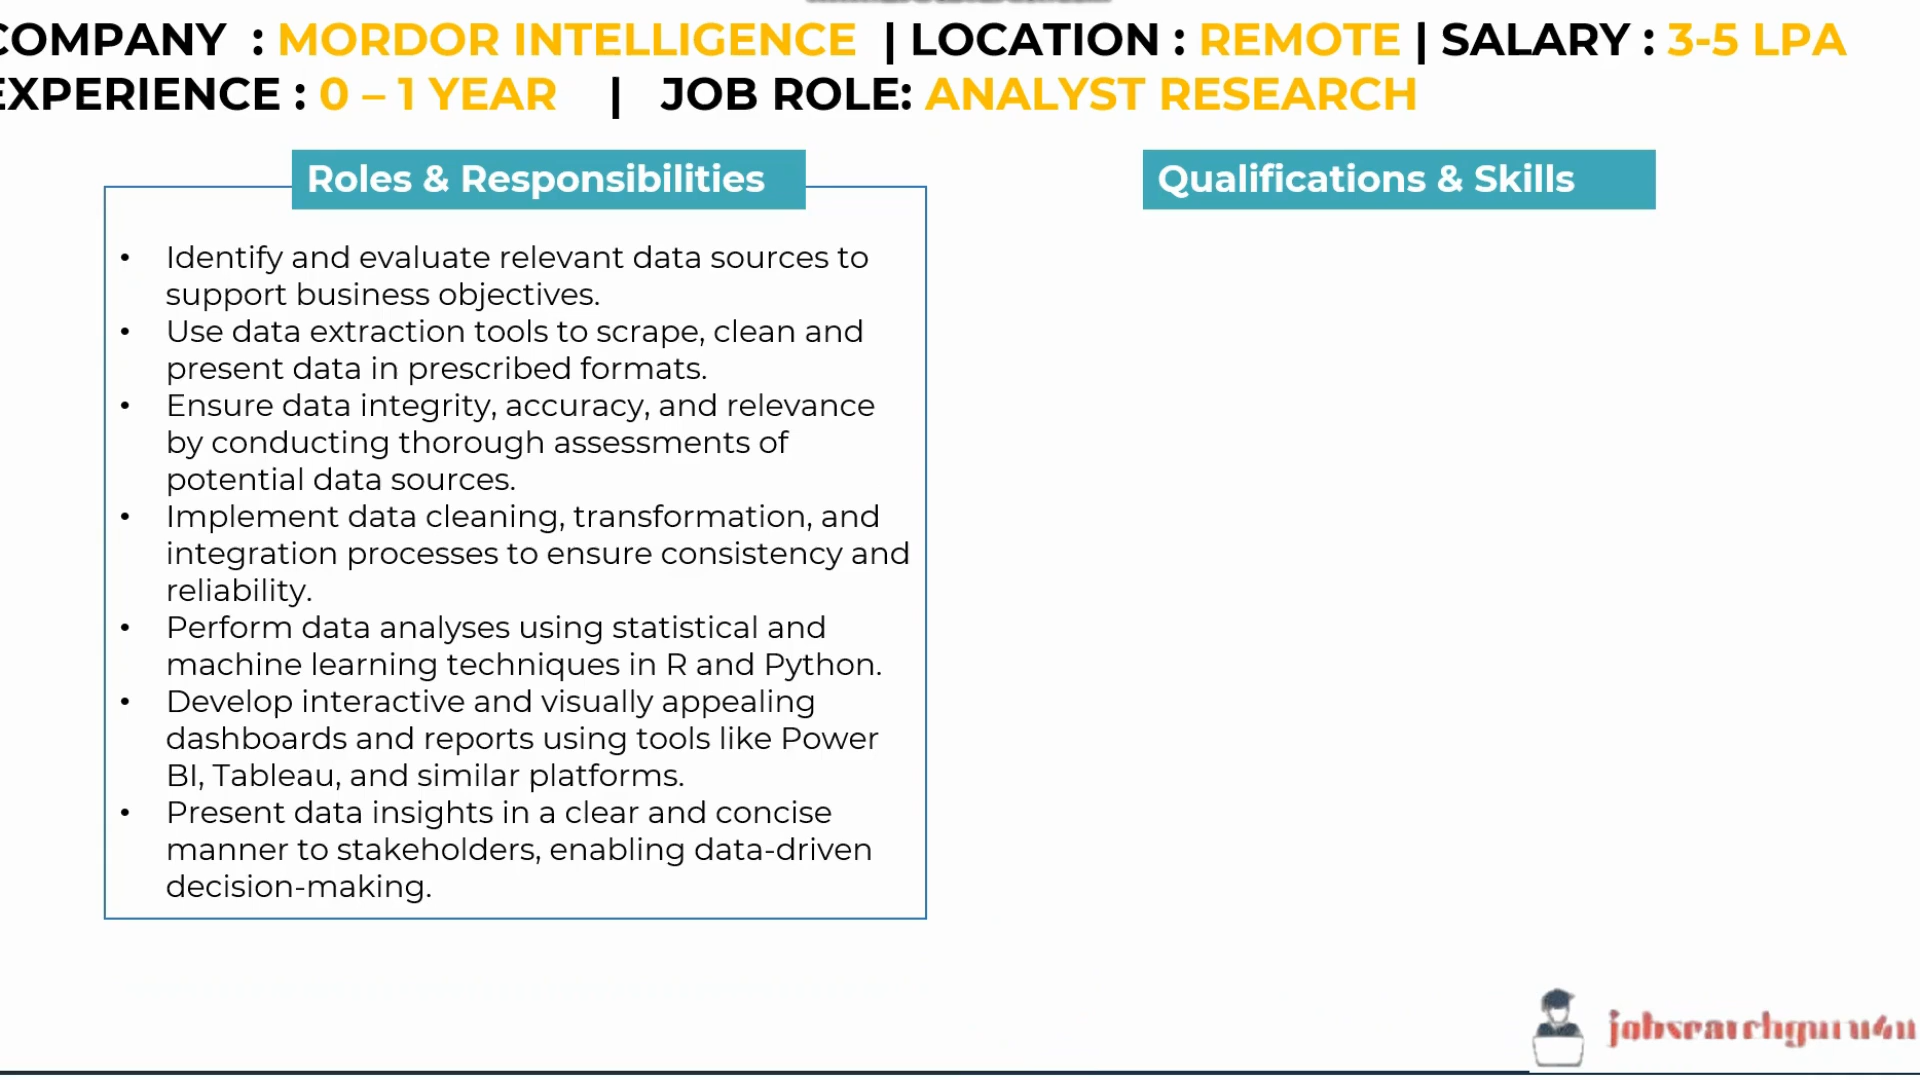 COMPANY : MORDOR INTELLIGENCE | LOCATION : REMOTE | SALARY : 3-5 LPA
EXPERIENCE : 0 – 1 YEAR | JOB ROLE: ANALYST RESEARCH
Roles & Responsibilities
• Identify and evaluate relevant data sources to
support business objectives.
• Use data extraction tools to scrape, clean and
present data in prescribed formats.
• Ensure data integrity, accuracy, and relevance
by conducting thorough assessments of
potential data sources.
• Implement data cleaning, transformation, and
integration processes to ensure consistency and
reliability.
• Perform data analyses using statistical and
machine learning techniques in R and Python.
• Develop interactive and visually appealing
dashboards and reports using tools like Power
BI, Tableau, and similar platforms.
• Present data insights in a clear and concise
manner to stakeholders, enabling data-driven
decision-making.
Qualifications & Skills
jobsearchguru4u